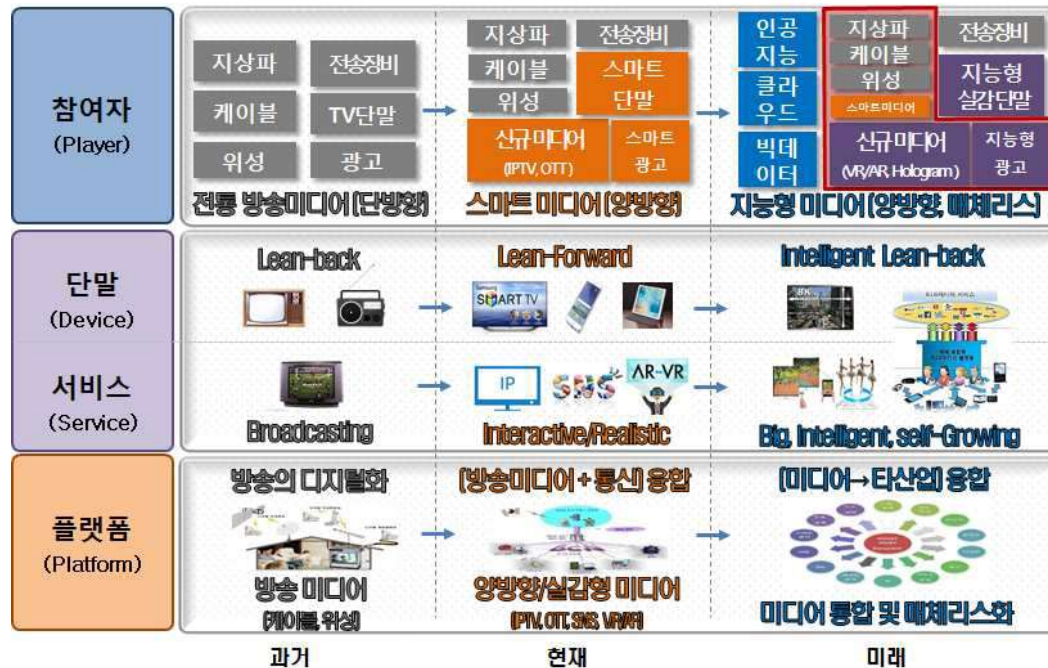 참여자
(Player)
지상파
전송장비
케이블
TV단말
위성
광고
전통 방송미디어(단방향)
지상파
전송장비
케이블
스마트
단말
위성
신규미디어
(IPTV, OTT)
스마트
광고
스마트 미디어(양방향)
인공
지능
클라
우드
빅데
이터
지상파
케이블
위성
스마트미디어
전송장비
지능형
실감단말
신규미디어
(VR/AR, Hologram)
지능형
광고
지능형 미디어(양방향, 매체리스)
단말
(Device)
Lean-back
Lean-Forward
SMART TV
Intelligent Lean-back
8K
서비스
(Service)
Broadcasting
IP
SNS
AR-VR
Interactive/Realistic
Big, Intelligent, self-Growing
플랫폼
(Platform)
방송의 디지털화
방송 미디어
(케이블, 위성)
(방송미디어 + 통신) 융합
양방향/실감형 미디어
(IPTV, OTT, SNS, VR/AR)
(미디어→타산업) 융합
미디어 통합 및 매체리스화
과거
현재
미래